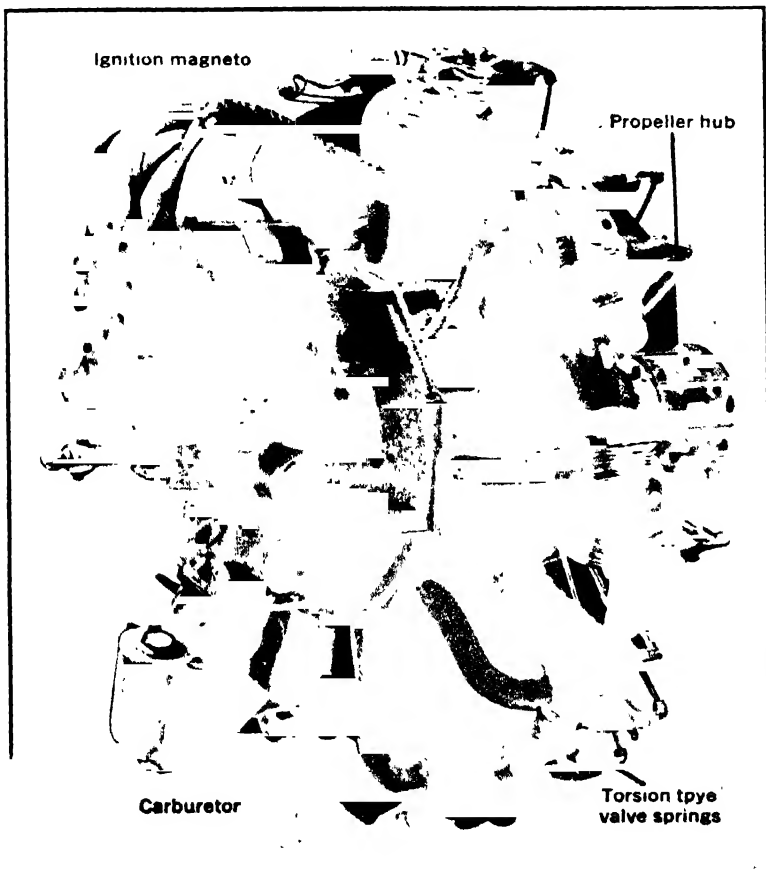 Ignition magneto
Propeller hub
Carburetor
Torsion tpye
valve springs